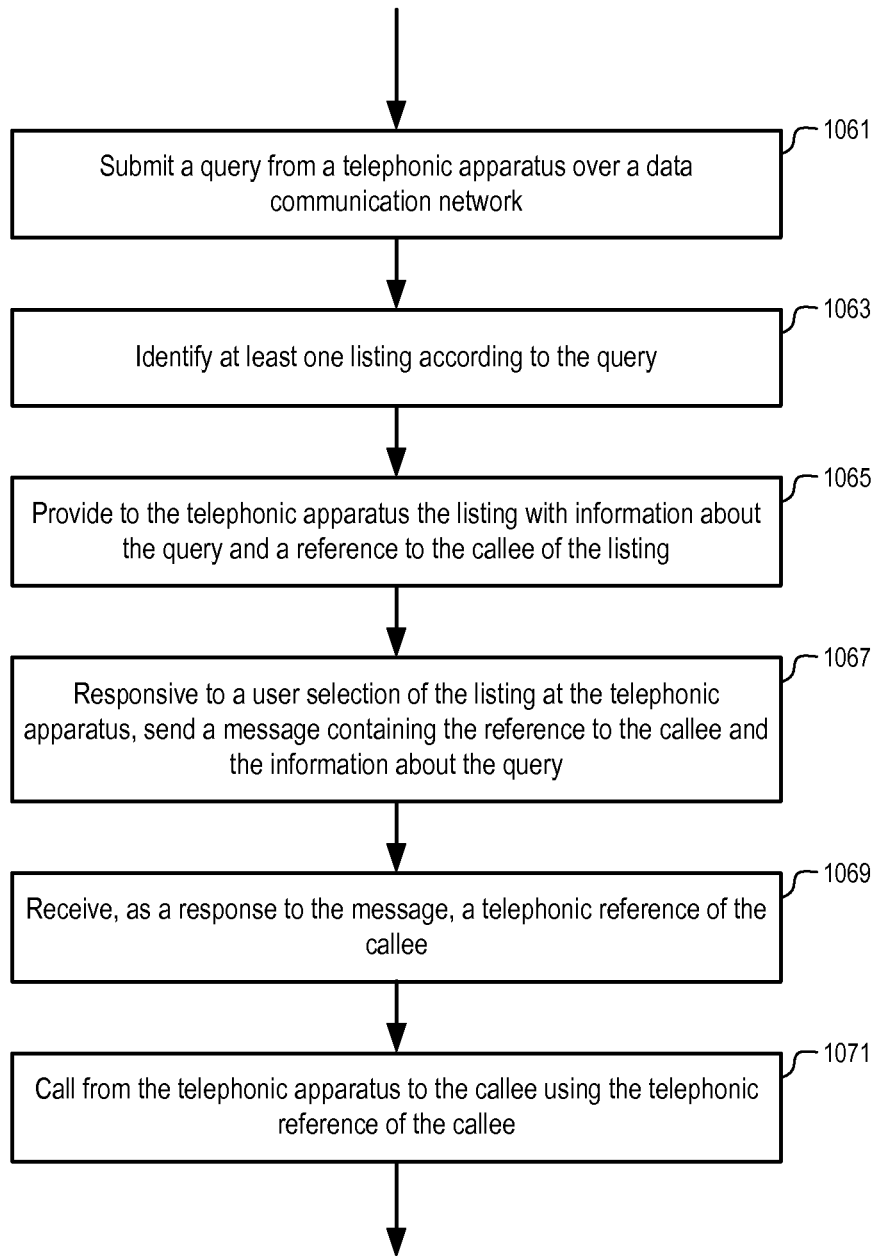 1061
Submit a query from a telephonic apparatus over a data
communication network
1063
Identify at least one listing according to the query
1065
Provide to the telephonic apparatus the listing with information about
the query and a reference to the callee of the listing
1067
Responsive to a user selection of the listing at the telephonic
apparatus, send a message containing the reference to the callee and
the information about the query
1069
Receive, as a response to the message, a telephonic reference of the
callee
1071
Call from the telephonic apparatus to the callee using the telephonic
reference of the callee